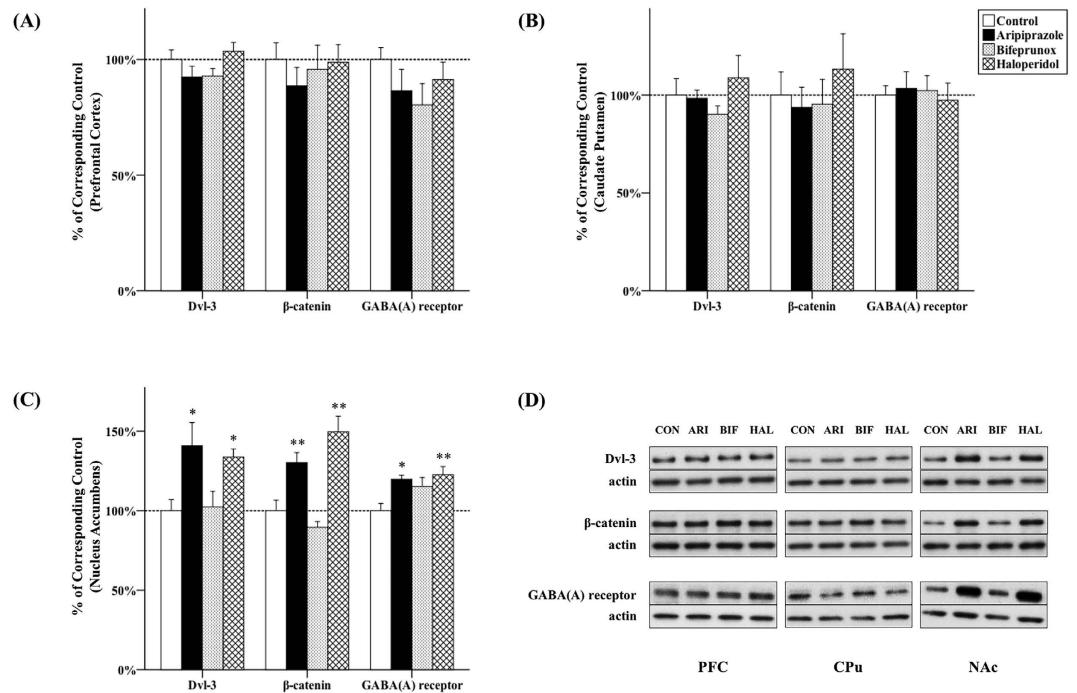 (A)
% of Corresponding Control
(Prefrontal Cortex)
100%
50%
0%
Dvl-3 β-catenin GABA(A) receptor
(B)
% of Corresponding Control
(Caudate Putamen)
100%
50%
0%
Dvl-3 β-catenin GABA(A) receptor
Control
Aripiprazole
Bifeprunox
Haloperidol
(C)
% of Corresponding Control
(Nucleus Accumbens)
150%
100%
50%
0%
* * ** ** * **
Dvl-3 β-catenin GABA(A) receptor
(D)
CON ARI BIF HAL CON ARI BIF HAL CON ARI BIF HAL
Dvl-3
actin
β-catenin
actin
GABA(A) receptor
actin
PFC CPu NAc